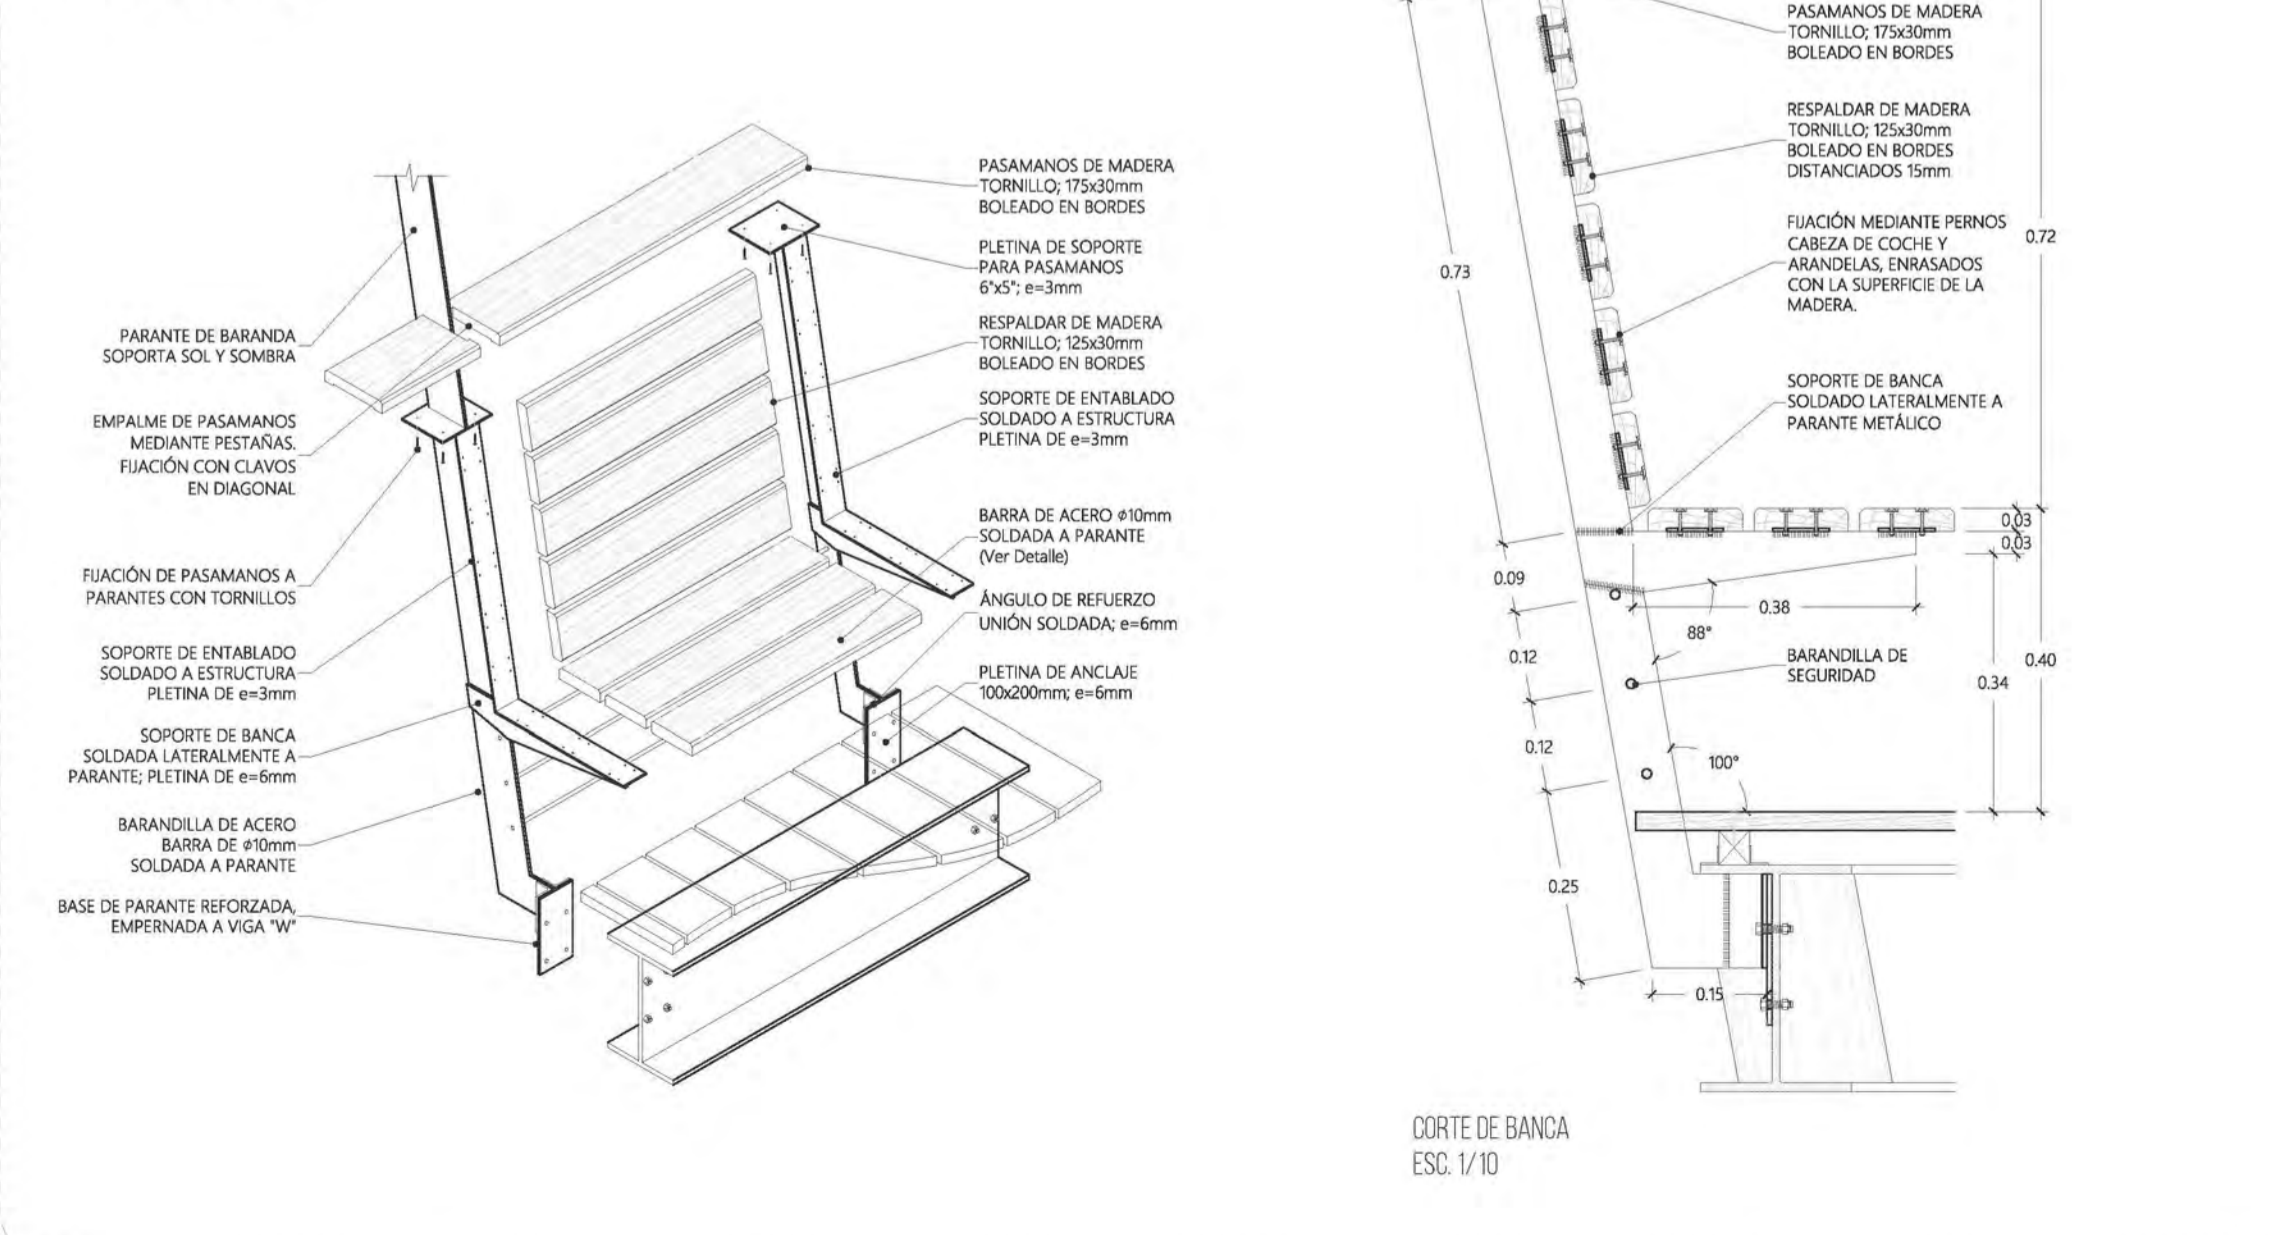 PARANTE DE BARANDA
SOPORTA SOL Y SOMBRA
EMPALME DE PASAMANOS
MEDIANTE PESTAÑAS.
FIJACIÓN CON CLAVOS
EN DIAGONAL
FIJACIÓN DE PASAMANOS A
PARANTES CON TORNILLOS
SOPORTE DE ENTABLADO
SOLDADO A ESTRUCTURA
PLETINA DE e=3mm
SOPORTE DE BANCA
SOLDADA LATERALMENTE A
PARANTE; PLETINA DE e=6mm
BARANDILLA DE ACERO
BARRA DE ø10mm
SOLDADA A PARANTE
BASE DE PARANTE REFORZADA,
EMPERNADA A VIGA "W"
PASAMANOS DE MADERA
TORNILLO; 175x30mm
BOLEADO EN BORDES
PLETINA DE SOPORTE
PARA PASAMANOS
6"x5"; e=3mm
RESPALDAR DE MADERA
TORNILLO; 125x30mm
BOLEADO EN BORDES
SOPORTE DE ENTABLADO
SOLDADO A ESTRUCTURA
PLETINA DE e=3mm
BARRA DE ACERO ø10mm
SOLDADA A PARANTE
(Ver Detalle)
ÁNGULO DE REFUERZO
UNIÓN SOLDADA; e=6mm
PLETINA DE ANCLAJE
100x200mm; e=6mm
PASAMANOS DE MADERA
TORNILLO; 175x30mm
BOLEADO EN BORDES
RESPALDAR DE MADERA
TORNILLO; 125x30mm
BOLEADO EN BORDES
DISTANCIADOS 15mm
FIJACIÓN MEDIANTE PERNOS
CABEZA DE COCHE Y
ARANDELAS, ENRASADOS
CON LA SUPERFICIE DE LA
MADERA.
SOPORTE DE BANCA
SOLDADO LATERALMENTE A
PARANTE METÁLICO
BARANDILLA DE
SEGURIDAD
0.73
0.09
0.12
0.12
0.25
0.15
0.38
88°
100°
0.03
0.03
0.34
0.72
0.40
CORTE DE BANCA
ESC. 1/10